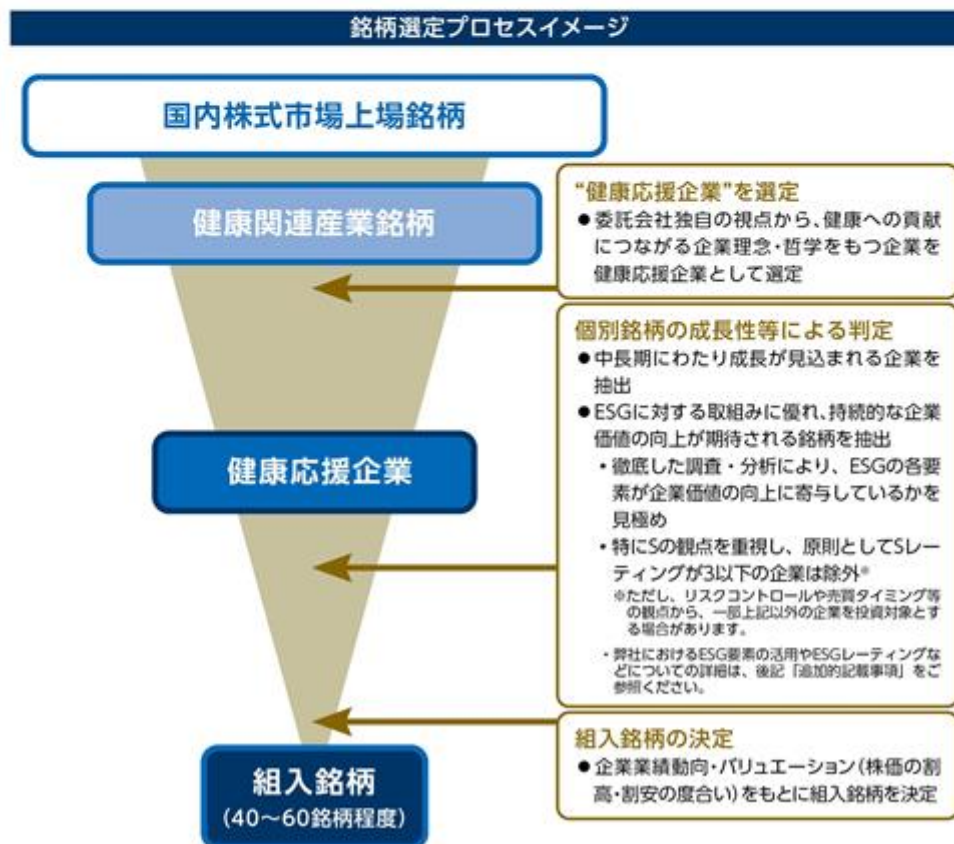 銘柄選定プロセスイメージ
国内株式市場上場銘柄
健康関連産業銘柄
“健康応援企業”を選定
●委託会社独自の視点から、健康への貢献
につながる企業理念・哲学をもつ企業を
健康応援企業として選定
個別銘柄の成長性等による判定
●中長期にわたり成長が見込まれる企業を
抽出
●ESGに対する取組みに優れ、持続的な企業
価値の向上が期待される銘柄を抽出
・徹底した調査・分析により、ESGの各要
素が企業価値の向上に寄与しているかを
見極め
・特にSの観点を重視し、原則としてSレー
ティングが3以下の企業は除外※
※ただし、リスクコントロールや売買タイミング等
の観点から、一部上記以外の企業を投資対象とす
る場合があります。
・弊社におけるESG要素の活用やESGレーティングな
どについての詳細は、後記「追加的記載事項」をご
参照ください。
健康応援企業
組入銘柄の決定
●企業業績動向・バリュエーション(株価の割
高・割安の度合い)をもとに組入銘柄を決定
組入銘柄
(40～60銘柄程度)